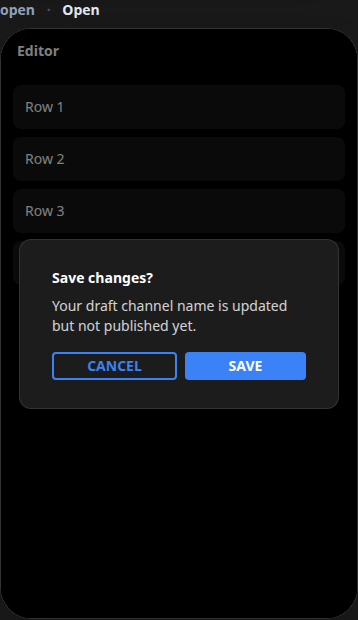 open · Open
Editor
Row 1
Row 2
Row 3
Save changes?
Your draft channel name is updated
but not published yet.
CANCEL
SAVE